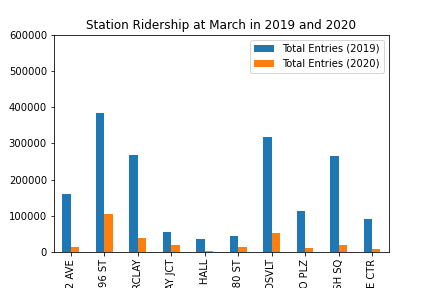 Station Ridership at March in 2019 and 2020
600000
500000
400000
300000
200000
100000
0
Total Entries (2019)
Total Entries (2020)
2 AVE
96 ST
RCLAY
AY JCT
HALL
80 ST
OSVLT
O PLZ
SH SQ
E CTR